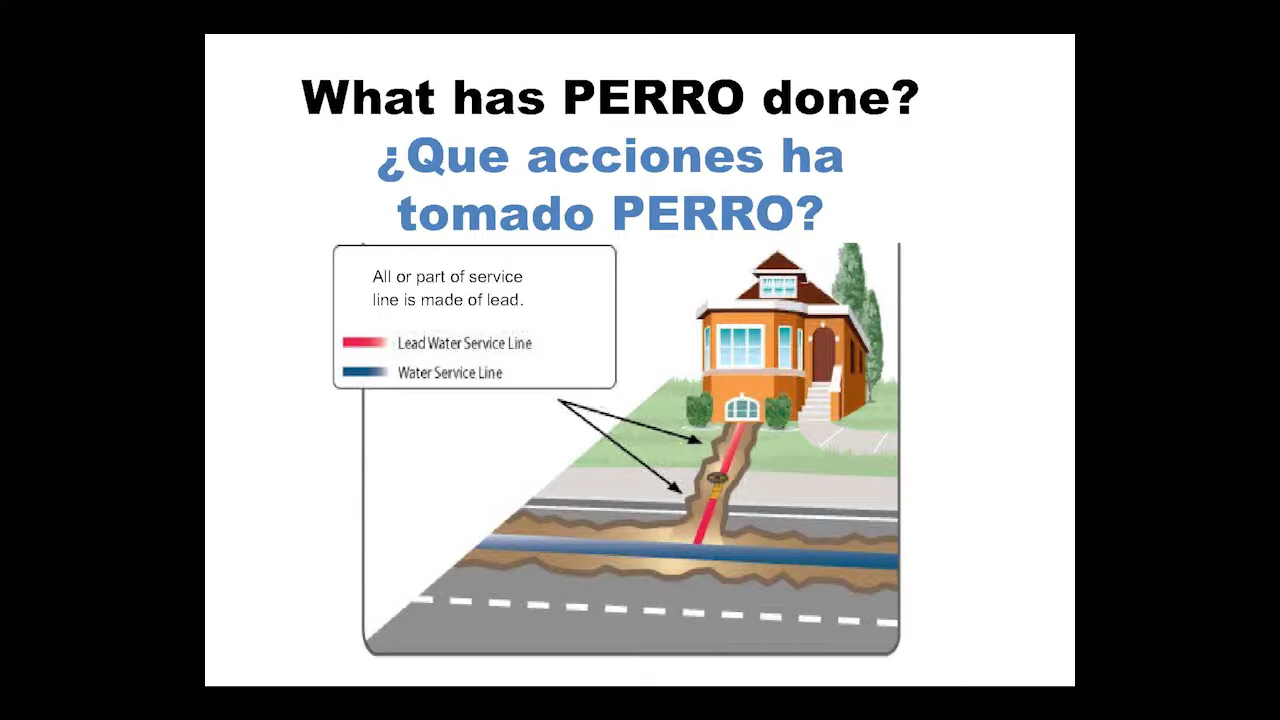 What has PERRO done?
¿Que acciones ha
tomado PERRO?
All or part of service
line is made of lead.
Lead Water Service Line
Water Service Line